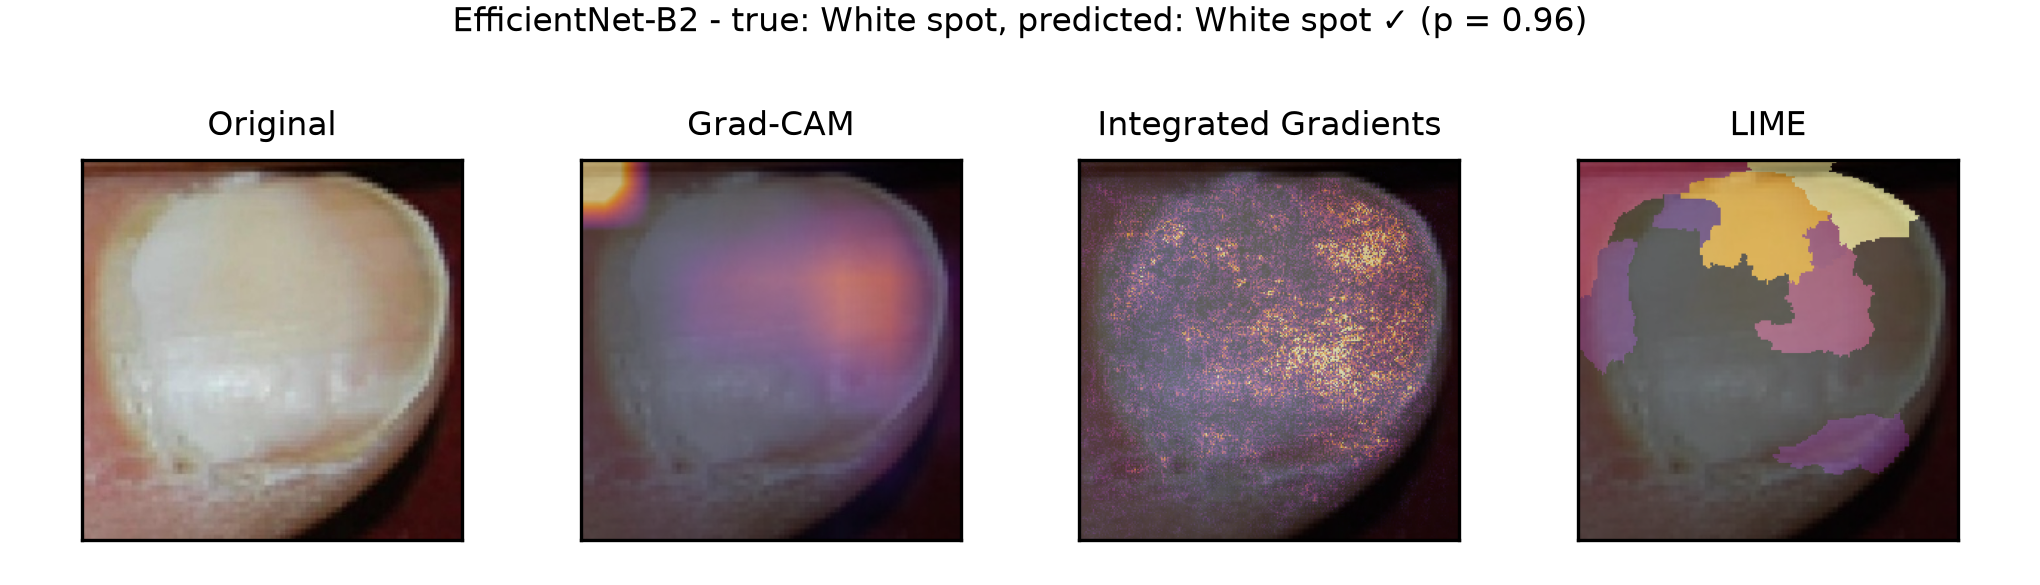 EfficientNet-B2 - true: White spot, predicted: White spot ✓ (p = 0.96)
Original
Grad-CAM
Integrated Gradients
LIME